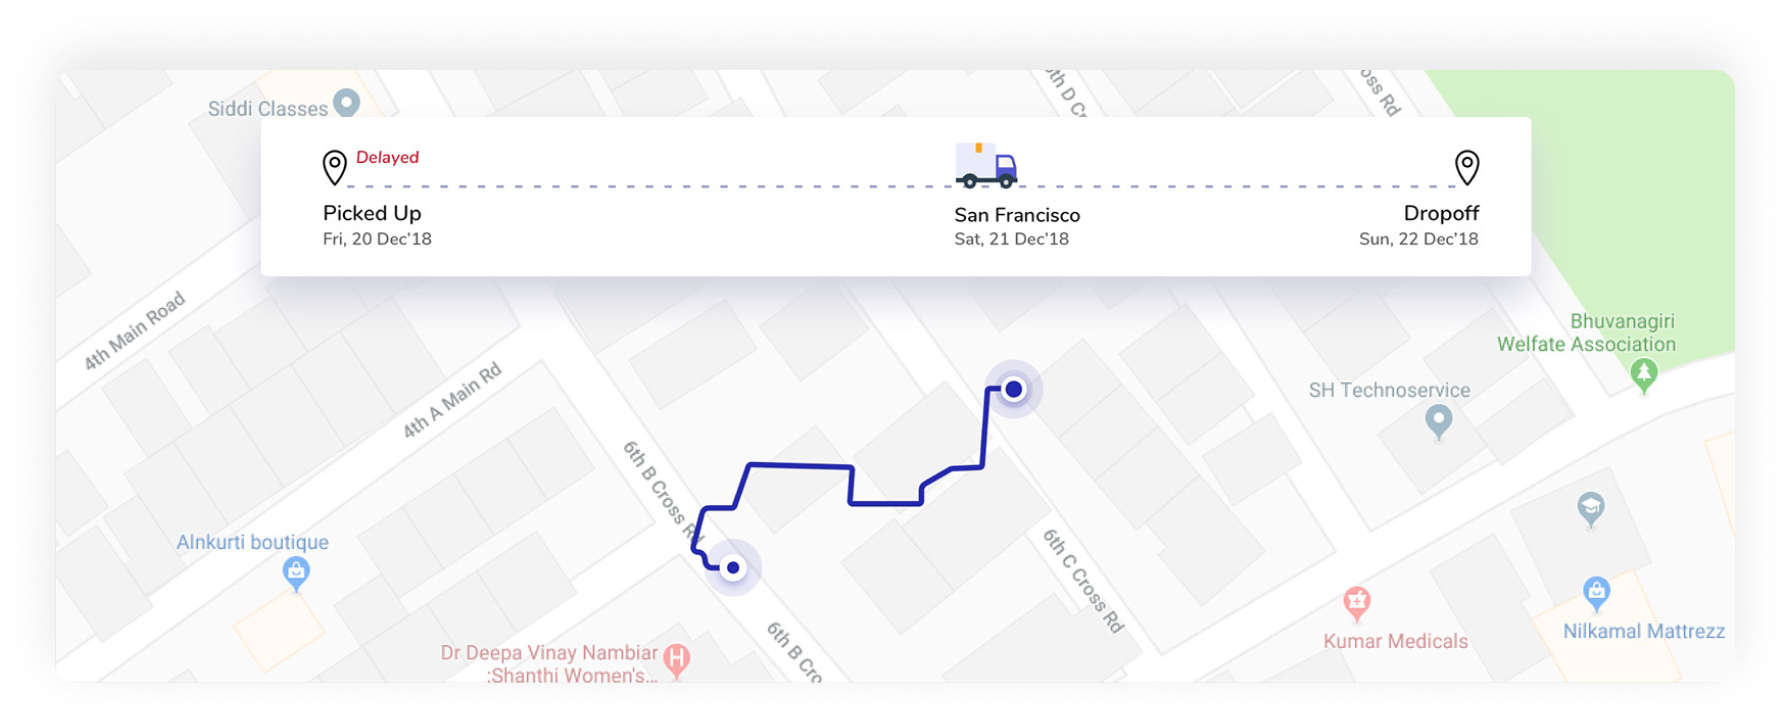 Siddi Classes
6th D Cr
oss Rd
Delayed
Picked Up
Fri, 20 Dec'18
San Francisco
Sat, 21 Dec'18
Dropoff
Sun, 22 Dec'18
4th Main Road
4th A Main Rd
Bhuvanagiri
Welfate Association
SH Technoservice
6th B Cross Rd
Alnkurti boutique
6th C Cross Rd
Kumar Medicals
Nilkamal Mattrezz
Dr Deepa Vinay Nambiar
:Shanthi Women's...
6th B Cro
H